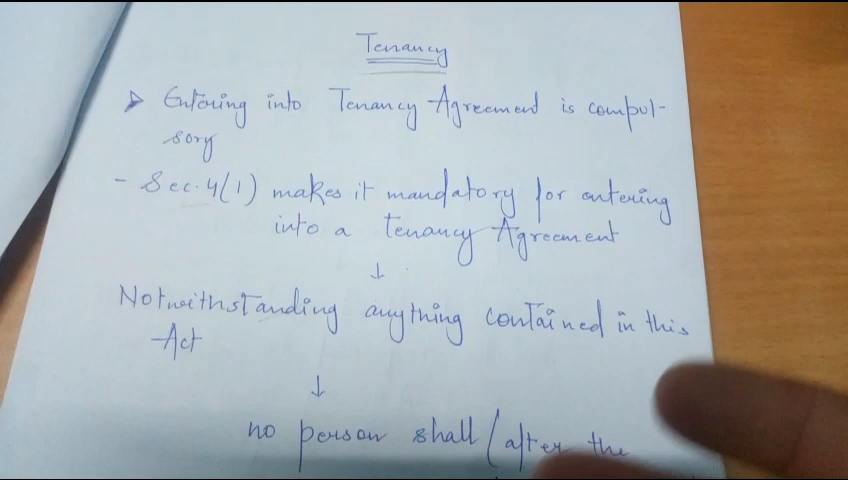 Tenancy
Entering into Tenancy Agreement is compul-
sory
- Sec. 4(1) makes it mandatory for entering
into a tenancy Agreement
↓
Notwithstanding anything contained in this
Act
↓
no person shall (after the